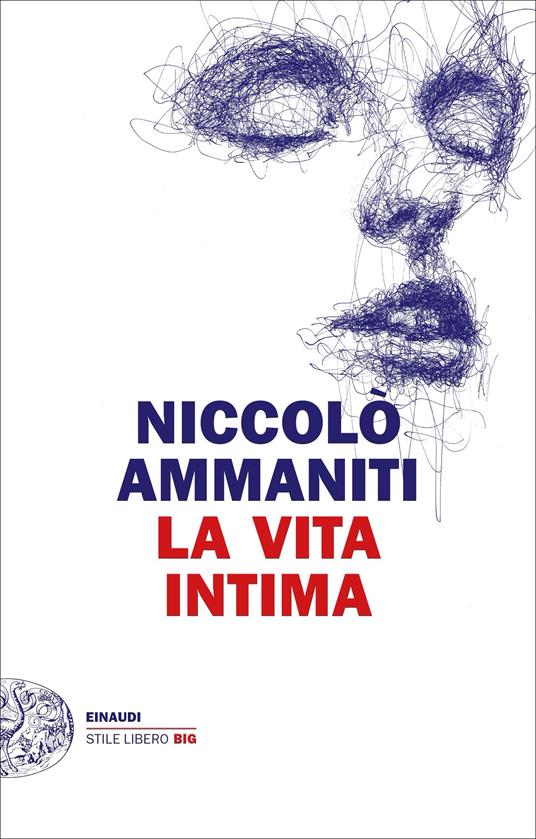 NICCOLÒ
AMMANITI
LA VITA
INTIMA
EINAUDI
STILE LIBERO BIG